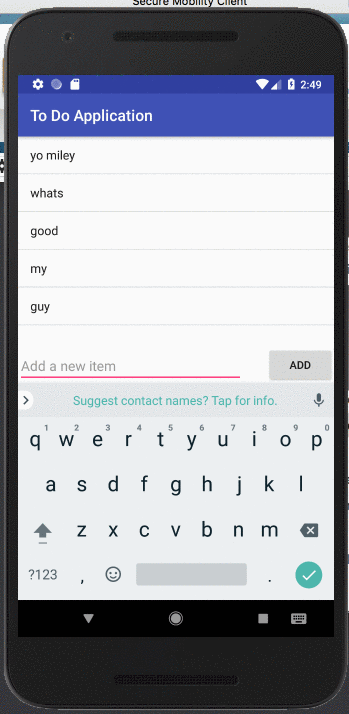 Secure Mobility Client
2:49
To Do Application
yo miley
whats
good
my
guy
Add a new item
ADD
Suggest contact names? Tap for info.
1 2 3 4 5 6 7 8 9 0
q w e r t y u i o p
a s d f g h j k l
z x c v b n m
?123 , .